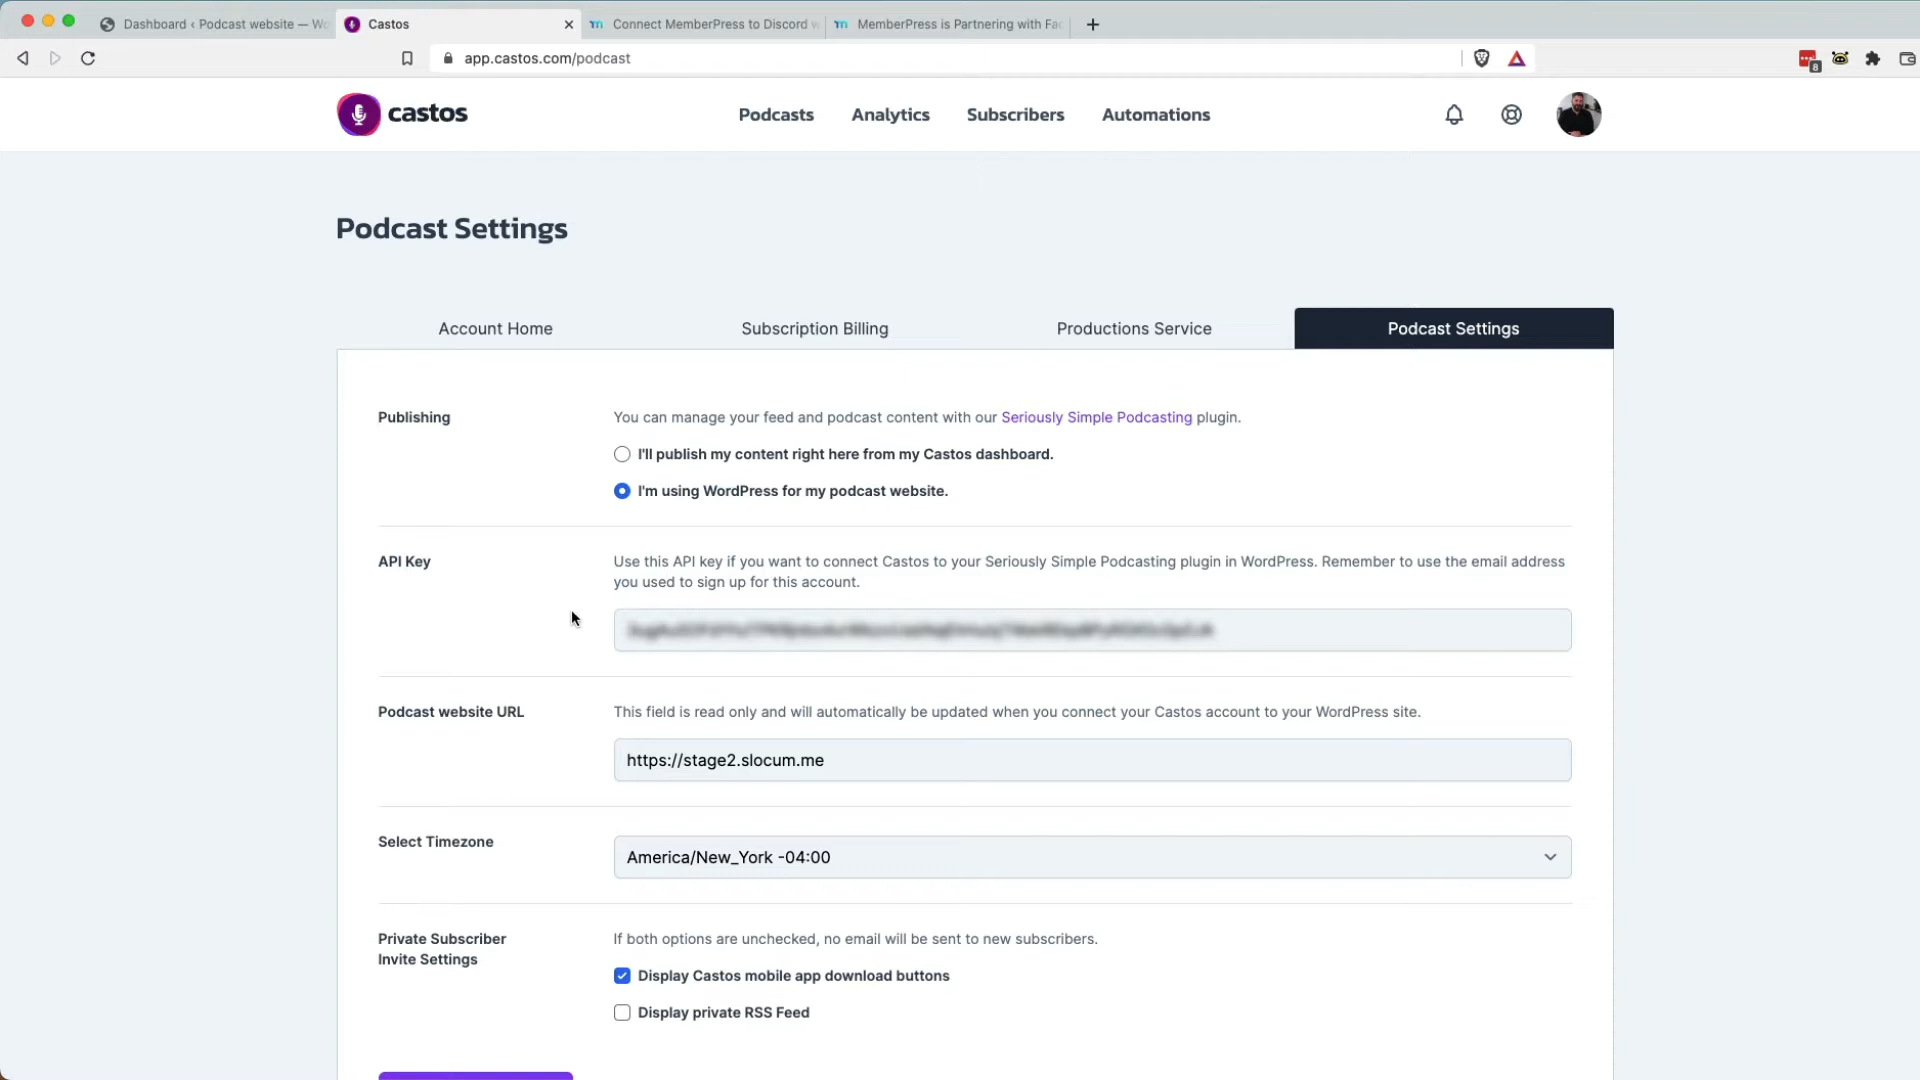 Dashboard ‹ Podcast website — Wo
Castos
Connect MemberPress to Discord w
MemberPress is Partnering with Fac
app.castos.com/podcast
8
castos
Podcasts
Analytics
Subscribers
Automations
Podcast Settings
Account Home
Subscription Billing
Productions Service
Podcast Settings
Publishing
You can manage your feed and podcast content with our Seriously Simple Podcasting plugin.
I'll publish my content right here from my Castos dashboard.
I'm using WordPress for my podcast website.
API Key
Use this API key if you want to connect Castos to your Seriously Simple Podcasting plugin in WordPress. Remember to use the email address
you used to sign up for this account.
Podcast website URL
This field is read only and will automatically be updated when you connect your Castos account to your WordPress site.
https://stage2.slocum.me
Select Timezone
America/New_York -04:00
Private Subscriber
Invite Settings
If both options are unchecked, no email will be sent to new subscribers.
Display Castos mobile app download buttons
Display private RSS Feed